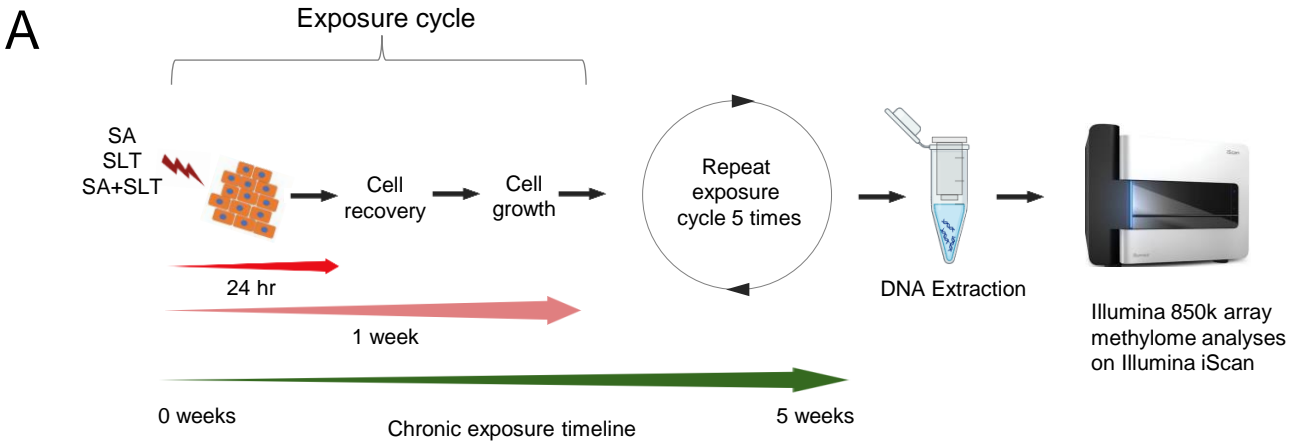 A
Exposure cycle
SA
SLT
SA+SLT
Cell
recovery
Cell
growth
Repeat
exposure
cycle 5 times
24 hr
1 week
DNA Extraction
Illumina 850k array
methylome analyses
on Illumina iScan
0 weeks
Chronic exposure timeline
5 weeks
iScan